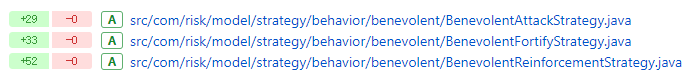 +29 −0 A src/com/risk/model/strategy/behavior/benevolent/BenevolentAttackStrategy.java
+33 −0 A src/com/risk/model/strategy/behavior/benevolent/BenevolentFortifyStrategy.java
+52 −0 A src/com/risk/model/strategy/behavior/benevolent/BenevolentReinforcementStrategy.java